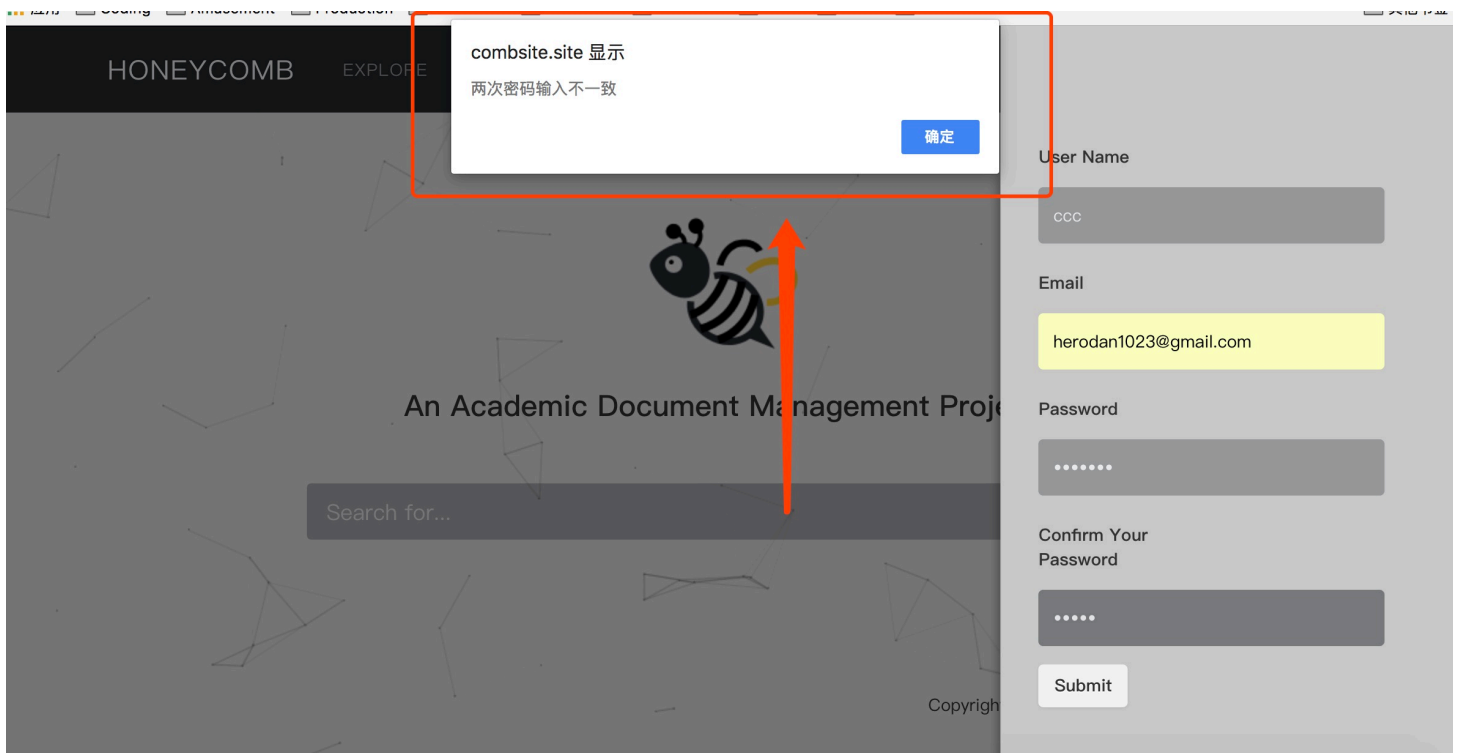 HONEYCOMB
EXPLORE
combsite.site 显示
两次密码输入不一致
确定
An Academic Document Management Proje
Search for...
Copyrigh
User Name
ccc
Email
herodan1023@gmail.com
Password
•••••••
Confirm Your
Password
•••••
Submit